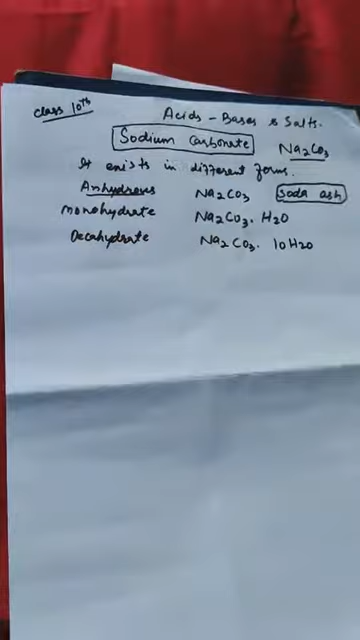 class 10th
Acids - Bases & Salts.
Sodium Carbonate Na2CO3
It exists in different forms.
Anhydrous Na2CO3 Soda ash
Monohydrate Na2CO3. H2O
Decahydrate Na2CO3. 10H2O